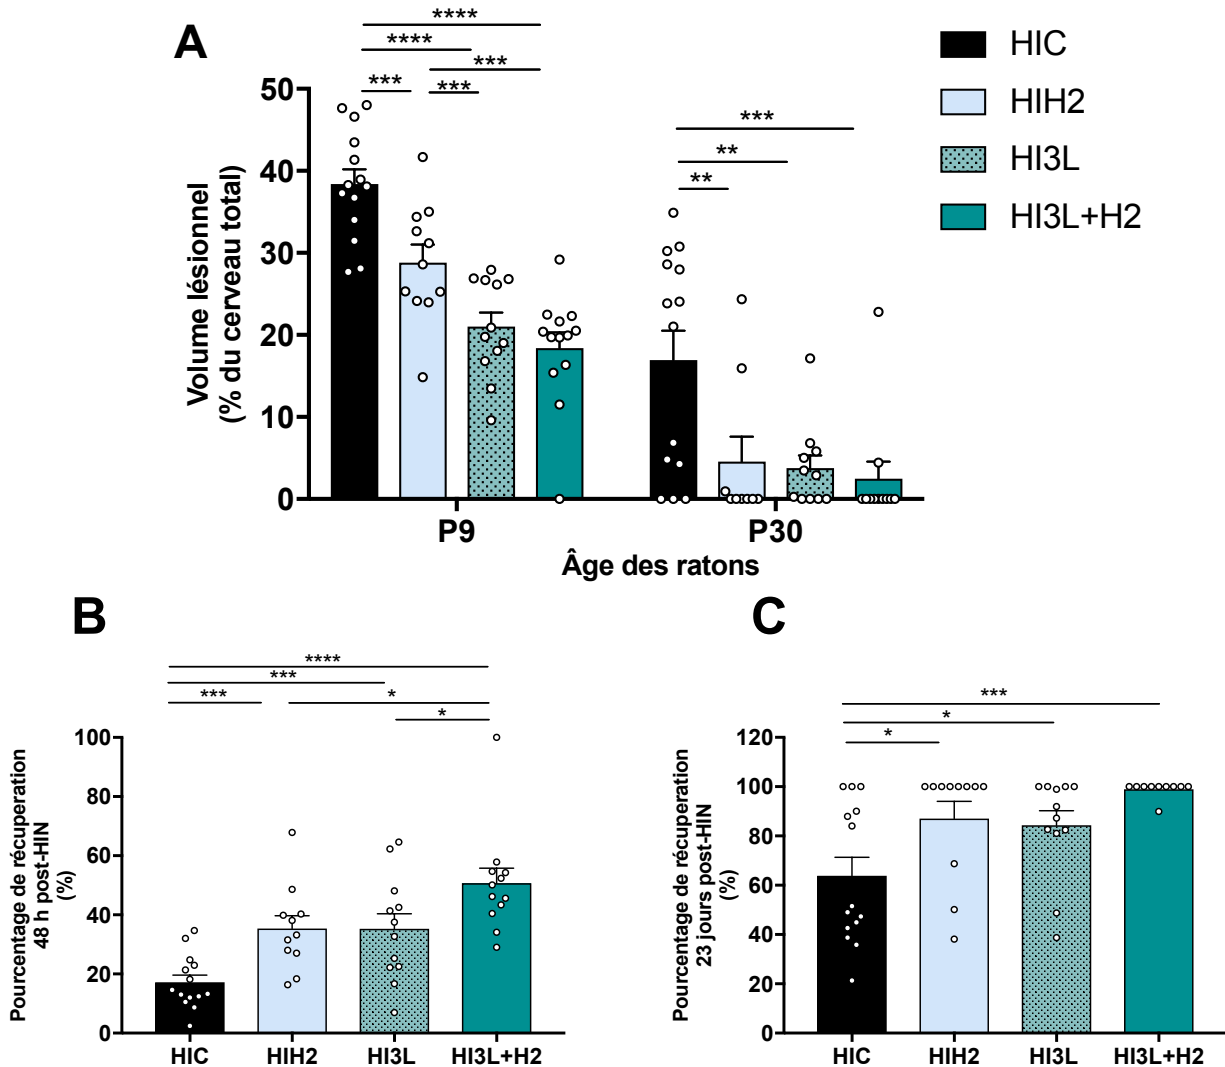 A
****
****
***
***
***
***
**
**
HIC
HIH2
HI3L
HI3L+H2
Volume lésionnel
(% du cerveau total)
50
40
30
20
10
0
P9
P30
Âge des ratons
B
****
***
***
*
*
Pourcentage de récuperation
48 h post-HIN
(%)
100
80
60
40
20
0
HIC
HIH2
HI3L
HI3L+H2
C
***
*
*
Pourcentage de récuperation
23 jours post-HIN
(%)
120
100
80
60
40
20
0
HIC
HIH2
HI3L
HI3L+H2